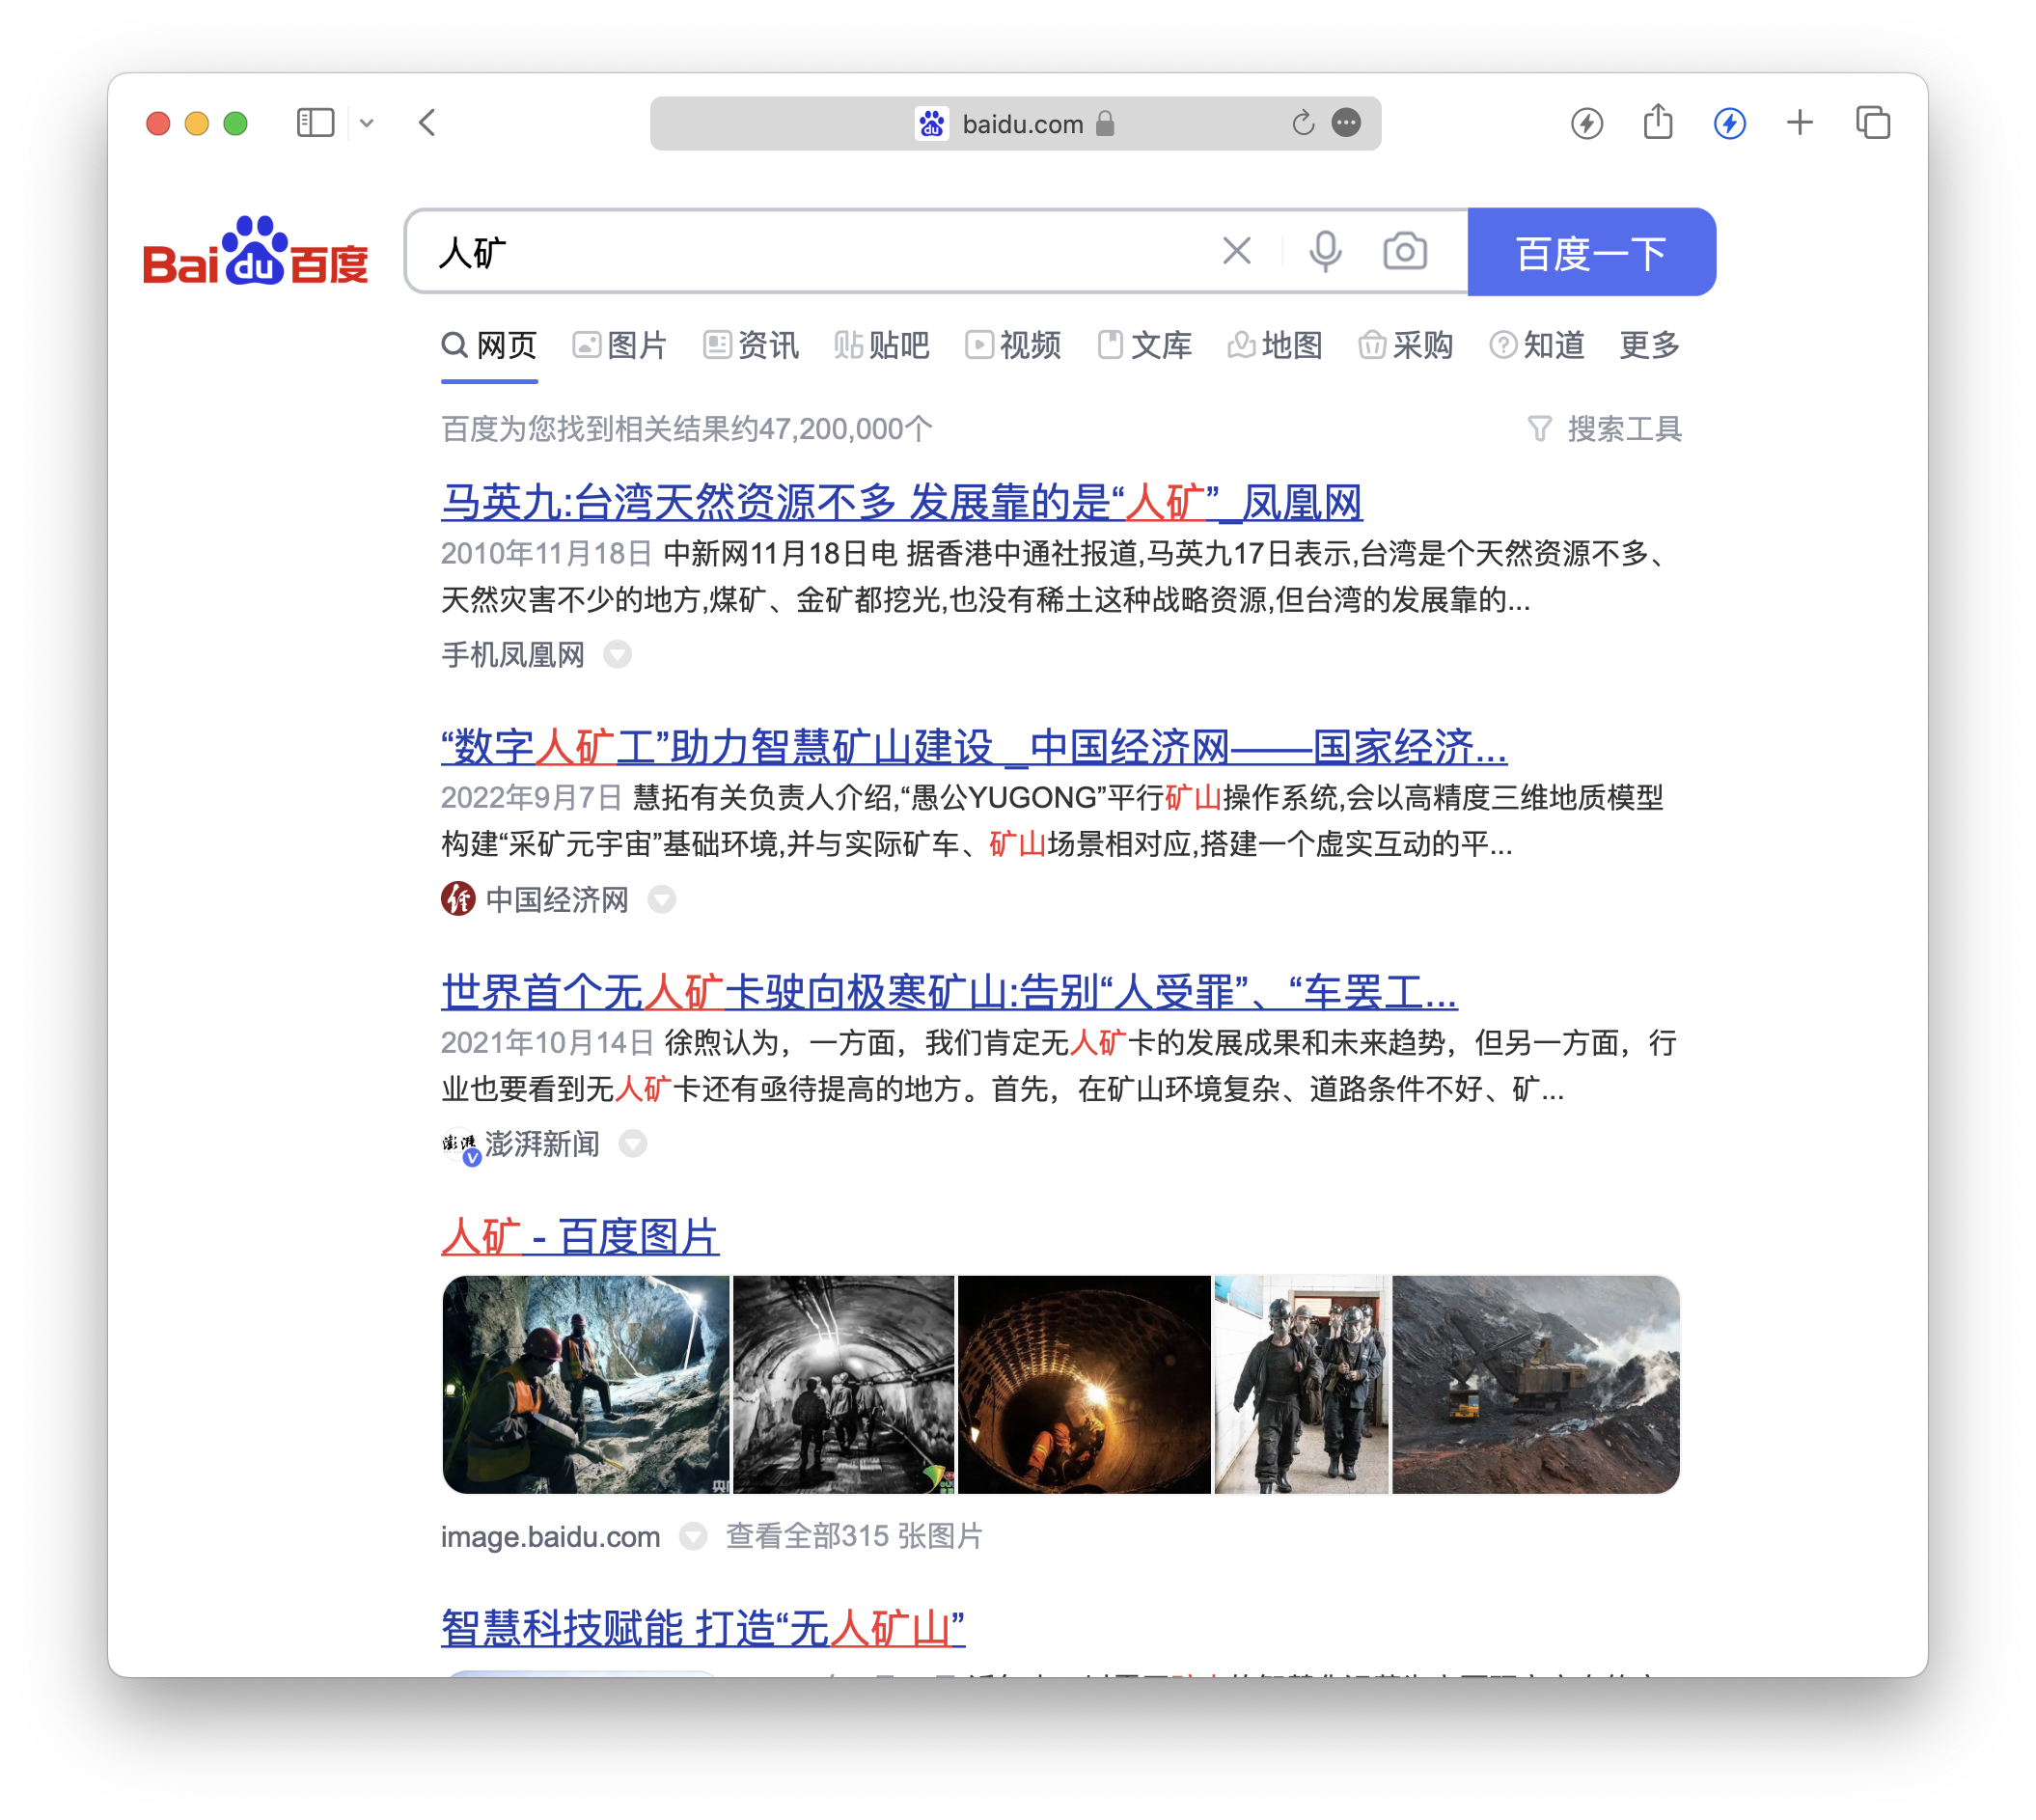 baidu.com
Bai du 百度
人矿
百度一下
网页 图片 资讯 贴吧 视频 文库 地图 采购 知道 更多
百度为您找到相关结果约47,200,000个
搜索工具
马英九:台湾天然资源不多 发展靠的是“人矿”_凤凰网
2010年11月18日 中新网11月18日电 据香港中通社报道,马英九17日表示,台湾是个天然资源不多、
天然灾害不少的地方,煤矿、金矿都挖光,也没有稀土这种战略资源,但台湾的发展靠的...
手机凤凰网
“数字人矿工”助力智慧矿山建设 _中国经济网——国家经济...
2022年9月7日 慧拓有关负责人介绍,“愚公YUGONG”平行矿山操作系统,会以高精度三维地质模型
构建“采矿元宇宙”基础环境,并与实际矿车、矿山场景相对应,搭建一个虚实互动的平...
中国经济网
世界首个无人矿卡驶向极寒矿山:告别“人受罪”、“车罢工...
2021年10月14日 徐煦认为，一方面，我们肯定无人矿卡的发展成果和未来趋势，但另一方面，行
业也要看到无人矿卡还有亟待提高的地方。首先，在矿山环境复杂、道路条件不好、矿...
澎湃新闻
人矿 - 百度图片
image.baidu.com
查看全部315 张图片
智慧科技赋能 打造“无人矿山”